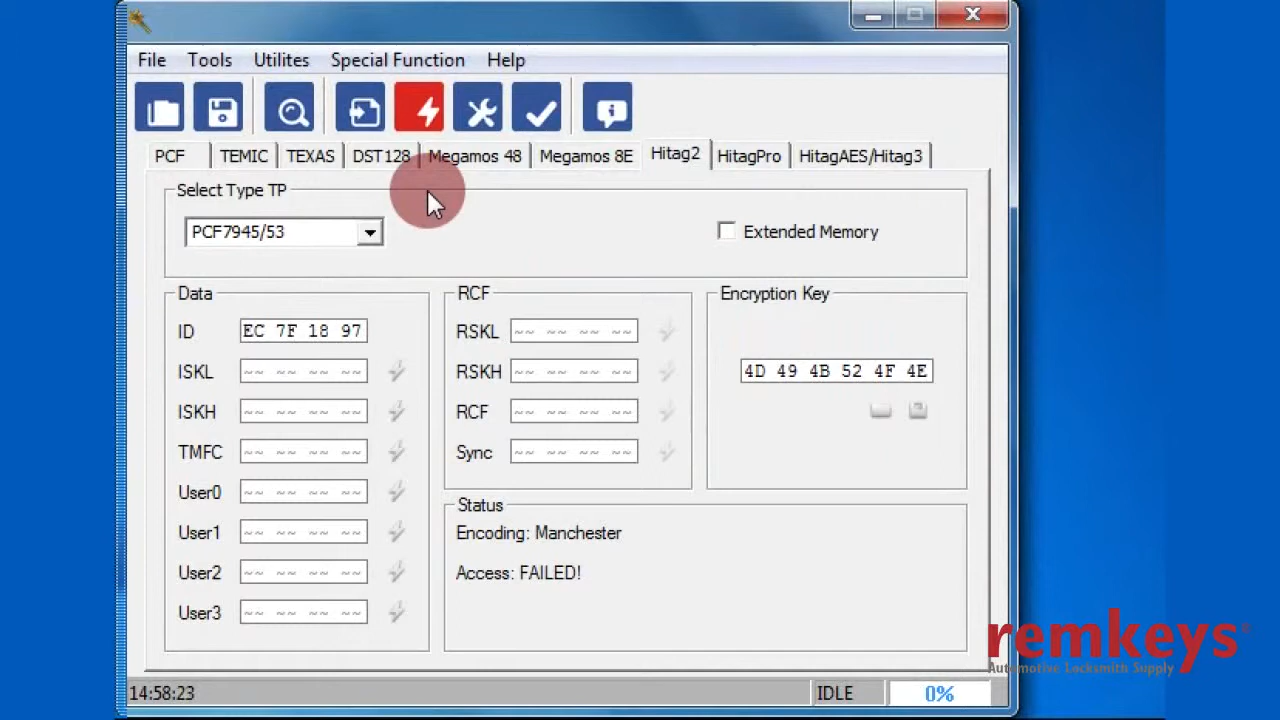 File Tools Utilites Special Function Help
PCF TEMIC TEXAS DST128 Megamos 48 Megamos 8E Hitag2 HitagPro HitagAES/Hitag3
Select Type TP
PCF7945/53 Extended Memory
Data RCF Encryption Key
ID EC 7F 18 97 RSKL ~~ ~~ ~~ ~~
ISKL ~~ ~~ ~~ ~~ RSKH ~~ ~~ ~~ ~~ 4D 49 4B 52 4F 4E
ISKH ~~ ~~ ~~ ~~ RCF ~~ ~~ ~~ ~~
TMFC ~~ ~~ ~~ ~~ Sync ~~ ~~ ~~ ~~
User0 ~~ ~~ ~~ ~~ Status
User1 ~~ ~~ ~~ ~~ Encoding: Manchester
User2 ~~ ~~ ~~ ~~ Access: FAILED!
User3 ~~ ~~ ~~ ~~
remkeys®
Automotive Locksmith Supply
14:58:23 IDLE 0%